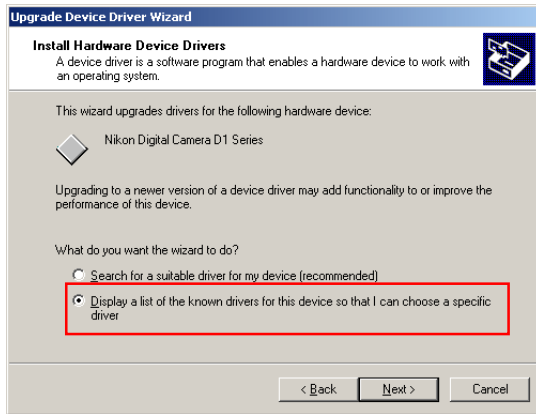 Upgrade Device Driver Wizard
Install Hardware Device Drivers
A device driver is a software program that enables a hardware device to work with
an operating system.
This wizard upgrades drivers for the following hardware device:
Nikon Digital Camera D1 Series
Upgrading to a newer version of a device driver may add functionality to or improve the
performance of this device.
What do you want the wizard to do?
Search for a suitable driver for my device (recommended)
Display a list of the known drivers for this device so that I can choose a specific
driver
< Back Next > Cancel